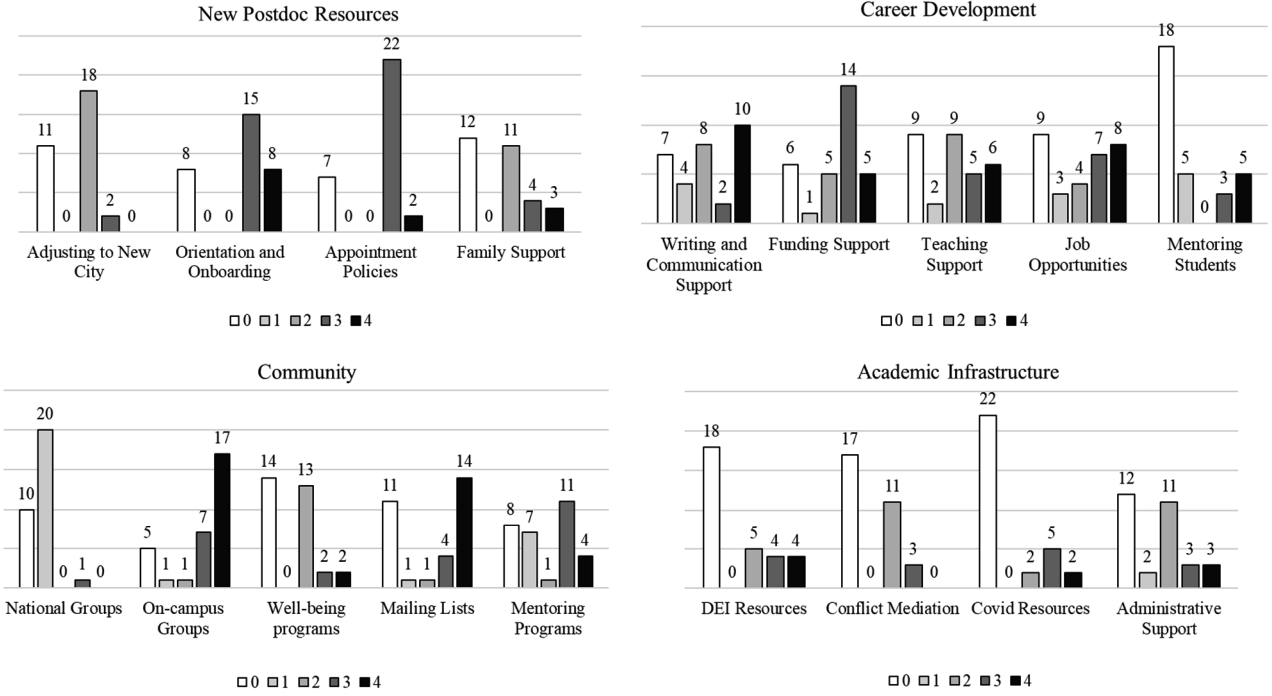 New Postdoc Resources
11 0 18 2 0
8 0 0 15 8
7 0 0 22 2
12 0 11 4 3
Adjusting to New
City
Orientation and
Onboarding
Appointment
Policies
Family Support
0 1 2 3 4
Career Development
7 4 8 2 10
6 1 5 14 5
9 2 9 5 6
9 3 4 7 8
18 5 0 3 5
Writing and
Communication
Support
Funding Support
Teaching
Support
Job
Opportunities
Mentoring
Students
0 1 2 3 4
Community
10 20 0 1 0
5 1 1 7 17
14 0 13 2 2
11 1 1 4 14
8 7 1 11 4
National Groups
On-campus
Groups
Well-being
programs
Mailing Lists
Mentoring
Programs
0 1 2 3 4
Academic Infrastructure
18 0 5 4 4
17 0 11 3 0
22 0 2 5 2
12 2 11 3 3
DEI Resources
Conflict Mediation
Covid Resources
Administrative
Support
0 1 2 3 4